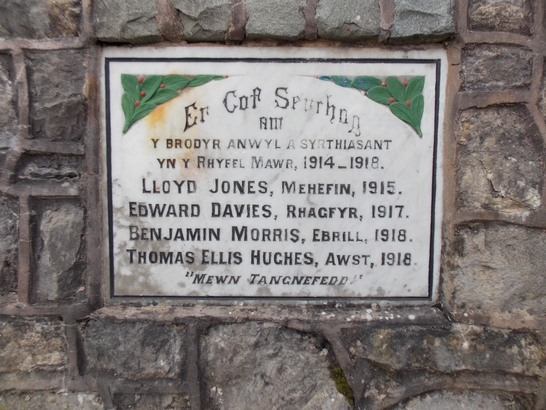 Er Cof Serchog
am
Y BRODYR ANWYL A SYRTHIASANT
YN Y RHYFEL MAWR, 1914-1918.
LLOYD JONES, MEHEFIN, 1915.
EDWARD DAVIES, RHAGFYR, 1917.
BENJAMIN MORRIS, EBRILL, 1918.
THOMAS ELLIS HUGHES, AWST, 1918.
"MEWN TANGNEFEDD."